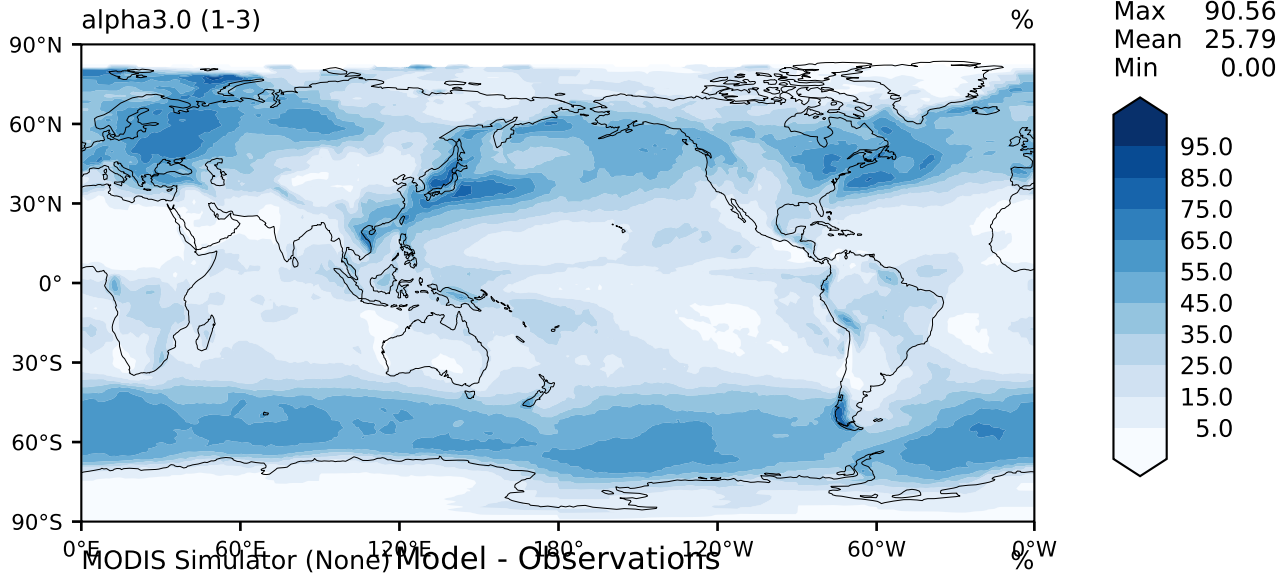 alpha3.0 (1-3) %
Max 90.56
Mean 25.79
Min 0.00
90°N
60°N
30°N
0°
30°S
60°S
90°S
95.0
85.0
75.0
65.0
55.0
45.0
35.0
25.0
15.0
5.0
0°E 60°E 120°E 180° 120°W 60°W 0°W
MODIS Simulator (None) Model - Observations %